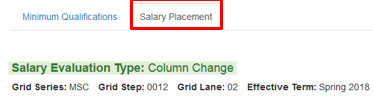 Minimum Qualifications Salary Placement
Salary Evaluation Type: Column Change
Grid Series: MSC Grid Step: 0012 Grid Lane: 02 Effective Term: Spring 2018